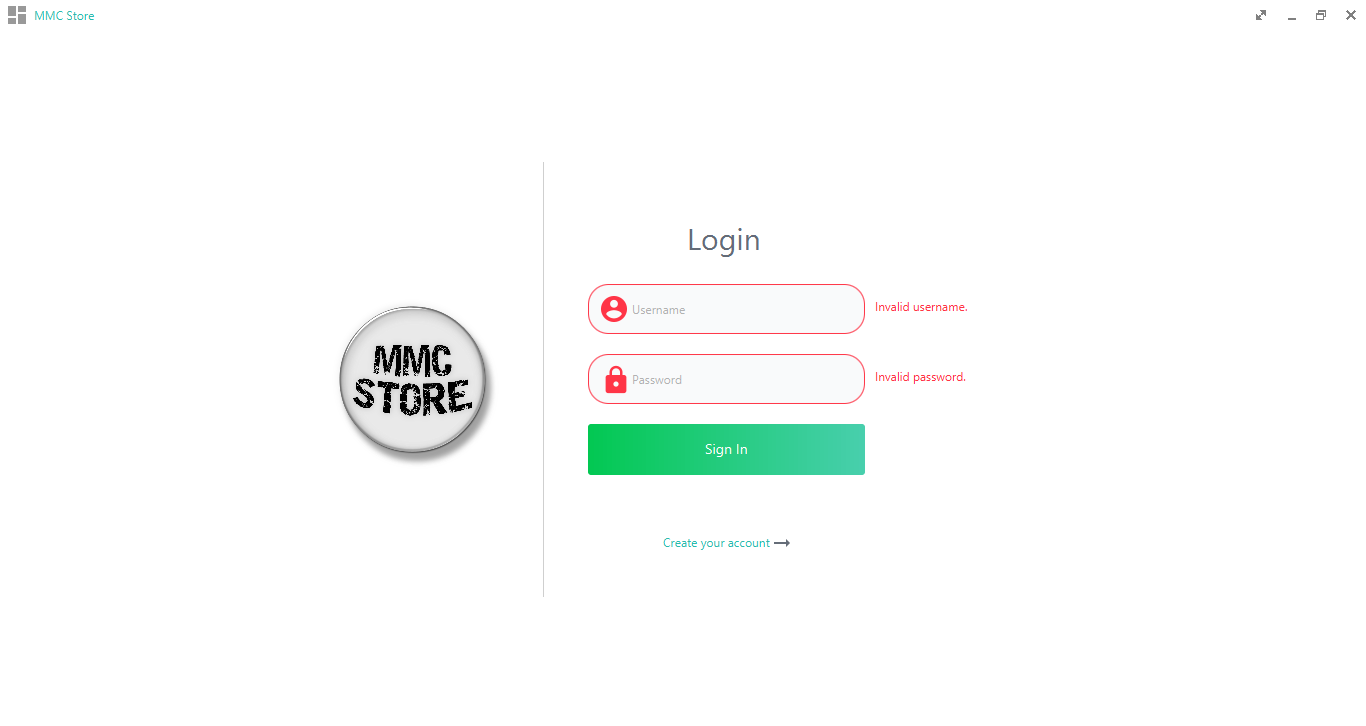 MMC Store
MMC
STORE
Login
Username
Invalid username.
Password
Invalid password.
Sign In
Create your account